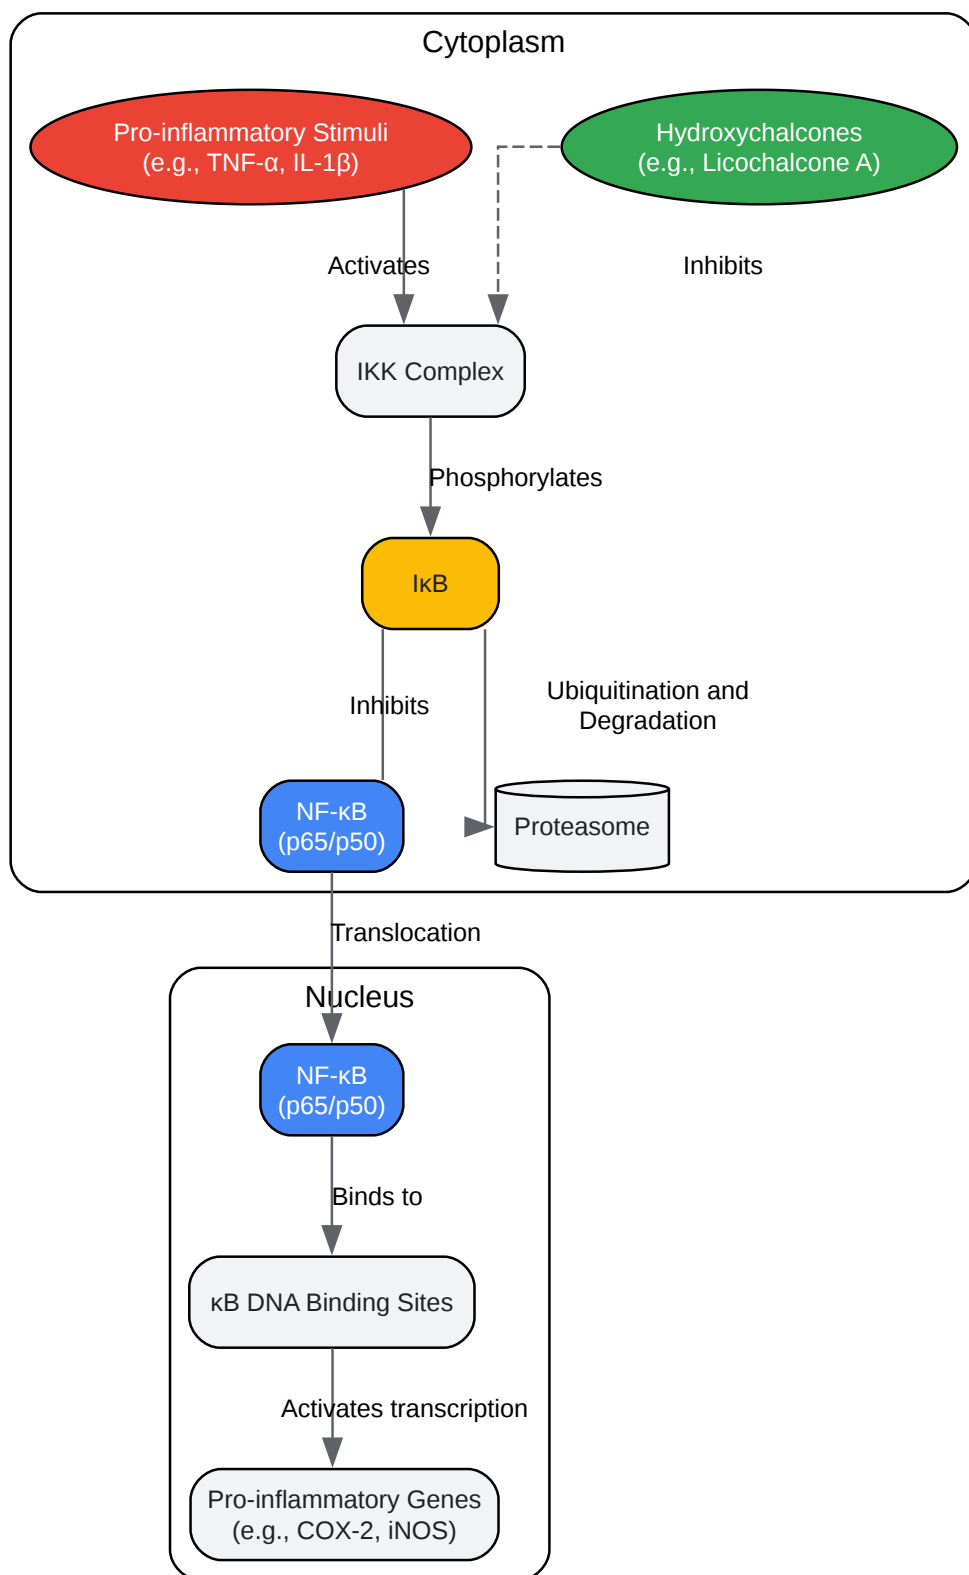 Cytoplasm
Pro-inflammatory Stimuli
(e.g., TNF-α, IL-1β)
Hydroxychalcones
(e.g., Licochalcone A)
Activates
Inhibits
IKK Complex
Phosphorylates
IκB
Inhibits
Ubiquitination and
Degradation
NF-κB
(p65/p50)
Proteasome
Translocation
Nucleus
NF-κB
(p65/p50)
Binds to
κB DNA Binding Sites
Activates transcription
Pro-inflammatory Genes
(e.g., COX-2, iNOS)